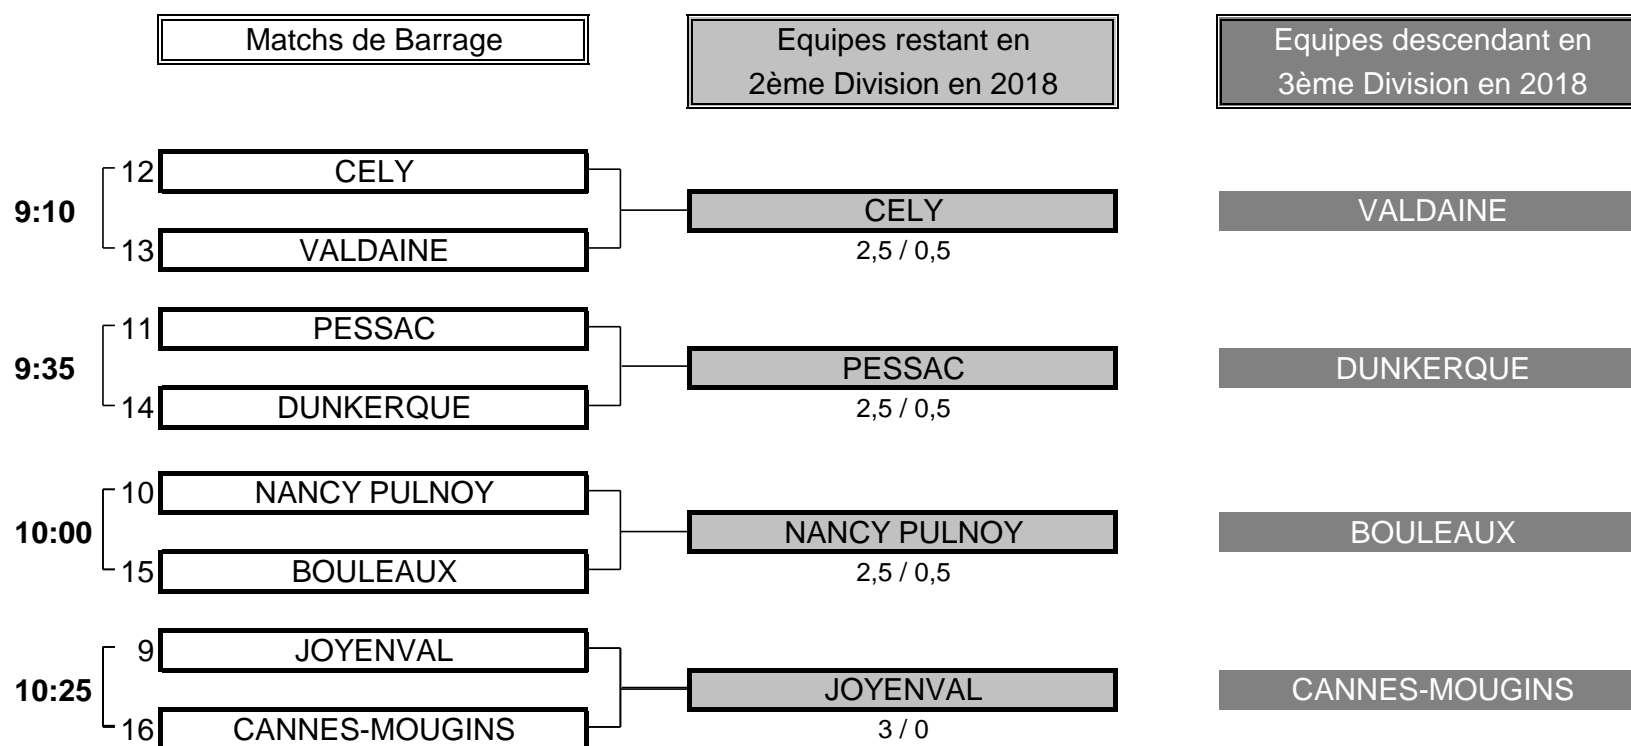 Matchs de Barrage
Equipes restant en
2ème Division en 2018
Equipes descendant en
3ème Division en 2018
12 CELY
9:10 CELY VALDAINE
13 VALDAINE 2,5 / 0,5
11 PESSAC
9:35 PESSAC DUNKERQUE
14 DUNKERQUE 2,5 / 0,5
10 NANCY PULNOY
10:00 NANCY PULNOY BOULEAUX
15 BOULEAUX 2,5 / 0,5
9 JOYENVAL
10:25 JOYENVAL CANNES-MOUGINS
16 CANNES-MOUGINS 3 / 0